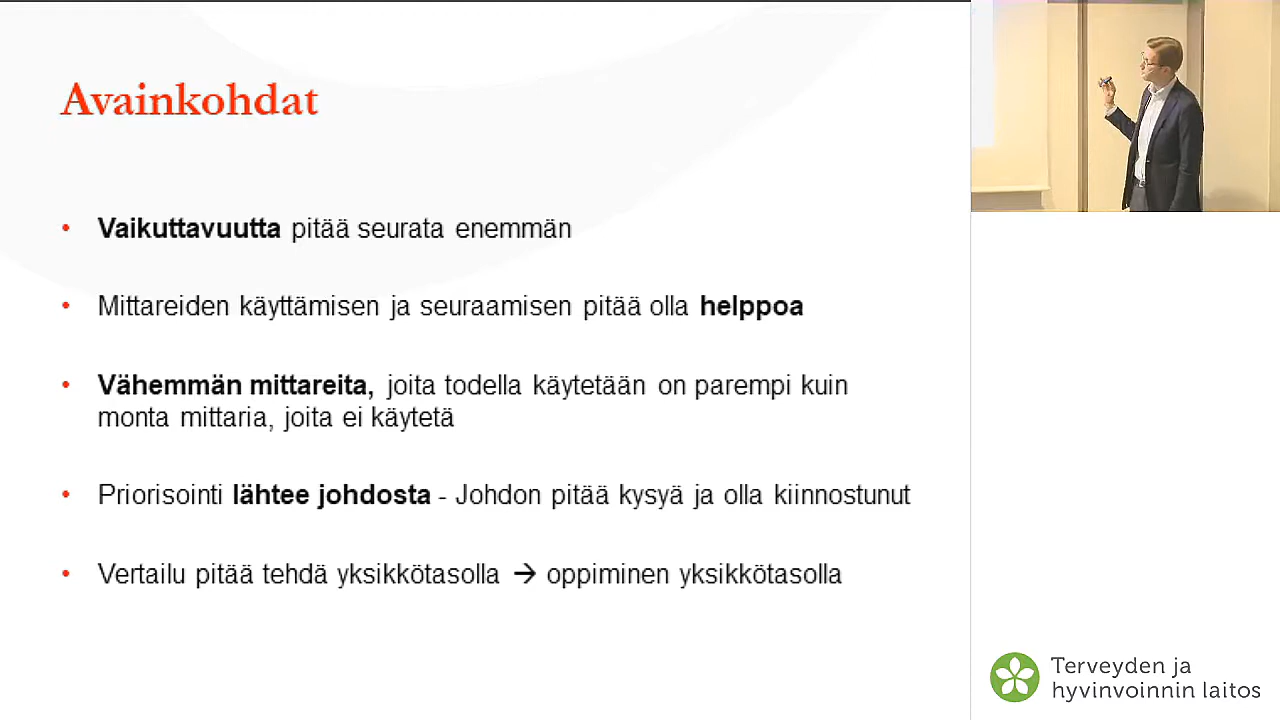 Avainkohdat
• Vaikuttavuutta pitää seurata enemmän
• Mittareiden käyttämisen ja seuraamisen pitää olla helppoa
• Vähemmän mittareita, joita todella käytetään on parempi kuin
monta mittaria, joita ei käytetä
• Priorisointi lähtee johdosta - Johdon pitää kysyä ja olla kiinnostunut
• Vertailu pitää tehdä yksikkötasolla → oppiminen yksikkötasolla
Terveyden ja
hyvinvoinnin laitos